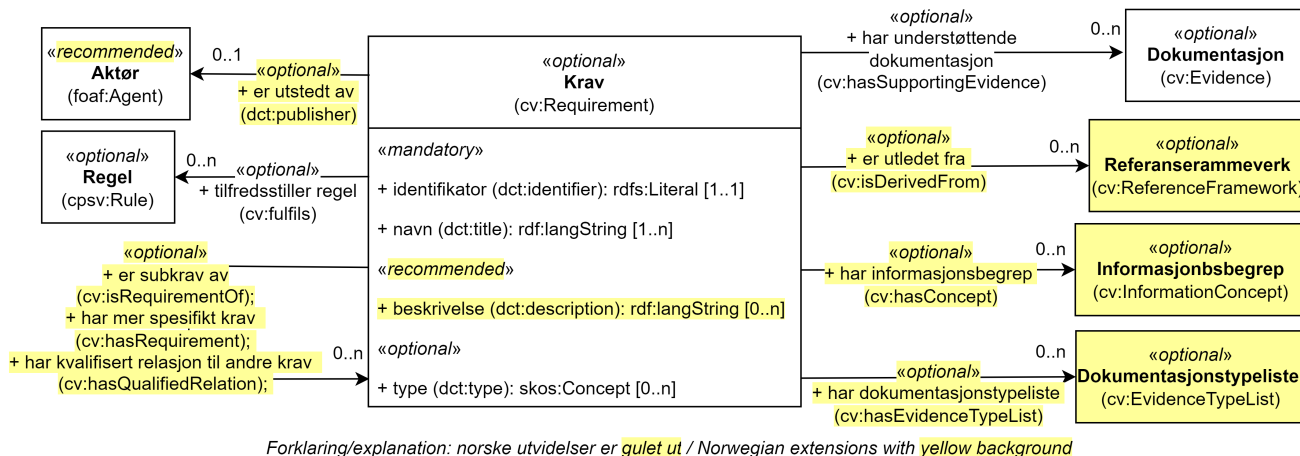 «recommended»
Aktør
(foaf:Agent)
0..1
«optional»
+ er utstedt av
(dct:publisher)
«optional»
Regel
(cpsv:Rule)
0..n
«optional»
+ tilfredsstiller regel
(cv:fulfils)
«optional»
+ er subkrav av
(cv:isRequirementOf);
+ har mer spesifikt krav
(cv:hasRequirement);
+ har kvalifisert relasjon til andre krav
(cv:hasQualifiedRelation);
0..n
«optional»
Krav
(cv:Requirement)
«mandatory»
+ identifikator (dct:identifier): rdfs:Literal [1..1]
+ navn (dct:title): rdf:langString [1..n]
«recommended»
+ beskrivelse (dct:description): rdf:langString [0..n]
«optional»
+ type (dct:type): skos:Concept [0..n]
«optional»
+ har understøttende
dokumentasjon
(cv:hasSupportingEvidence)
0..n
«optional»
Dokumentasjon
(cv:Evidence)
«optional»
+ er utledet fra
(cv:isDerivedFrom)
0..n
«optional»
Referanserammeverk
(cv:ReferenceFramework)
«optional»
+ har informasjonsbegrep
(cv:hasConcept)
0..n
«optional»
Informasjonbsbegrep
(cv:InformationConcept)
«optional»
+ har dokumentasjonstypeliste
(cv:hasEvidenceTypeList)
0..n
«optional»
Dokumentasjonstypeliste
(cv:EvidenceTypeList)
Forklaring/explanation: norske utvidelser er gulet ut / Norwegian extensions with yellow background